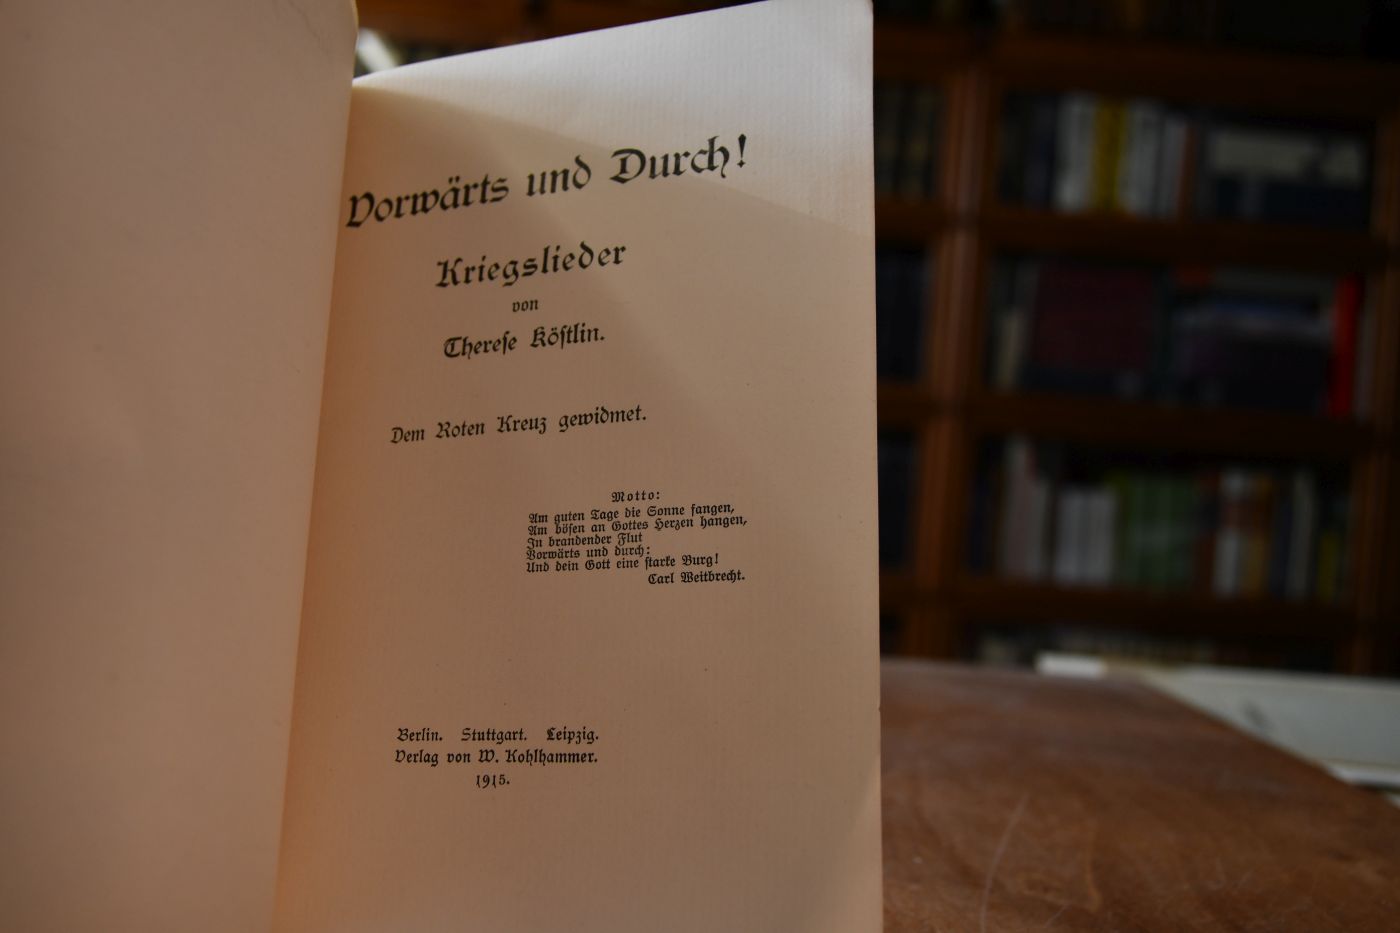 Vorwärts und Durch!
Kriegslieder
von
Thereſe Köſtlin.
Dem Roten Kreuz gewidmet.
Motto:
Am guten Tage die Sonne fangen,
Am böſen an Gottes Herzen hangen,
In brandender Flut
Vorwärts und durch:
Und dein Gott eine ſtarke Burg!
Carl Weitbrecht.
Berlin. Stuttgart. Leipzig.
Verlag von W. Kohlhammer.
1915.